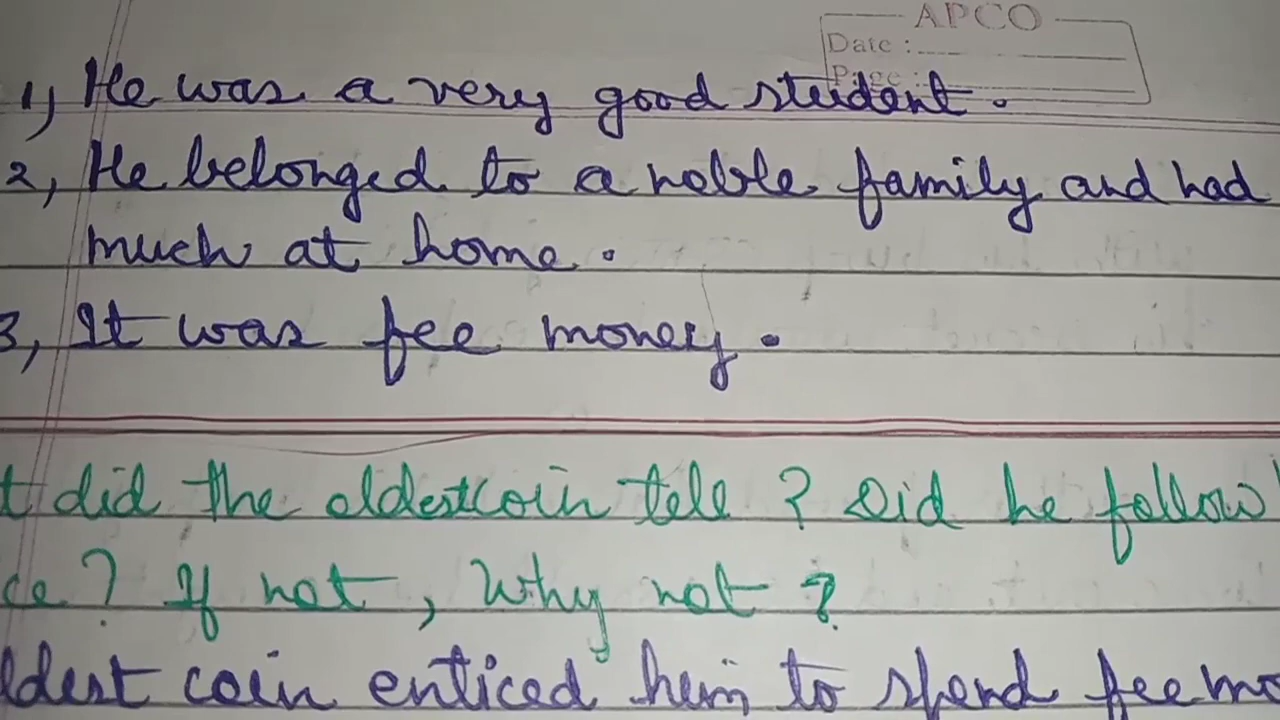 APCO
Date :
Page :
1, He was a very good student.
2, He belonged to a noble family and had
much at home.
3, It was fee money.
t did the oldest coin tell ? Did he follow
ce ? If not, Why not ?
ldest coin enticed him to spend fee mo